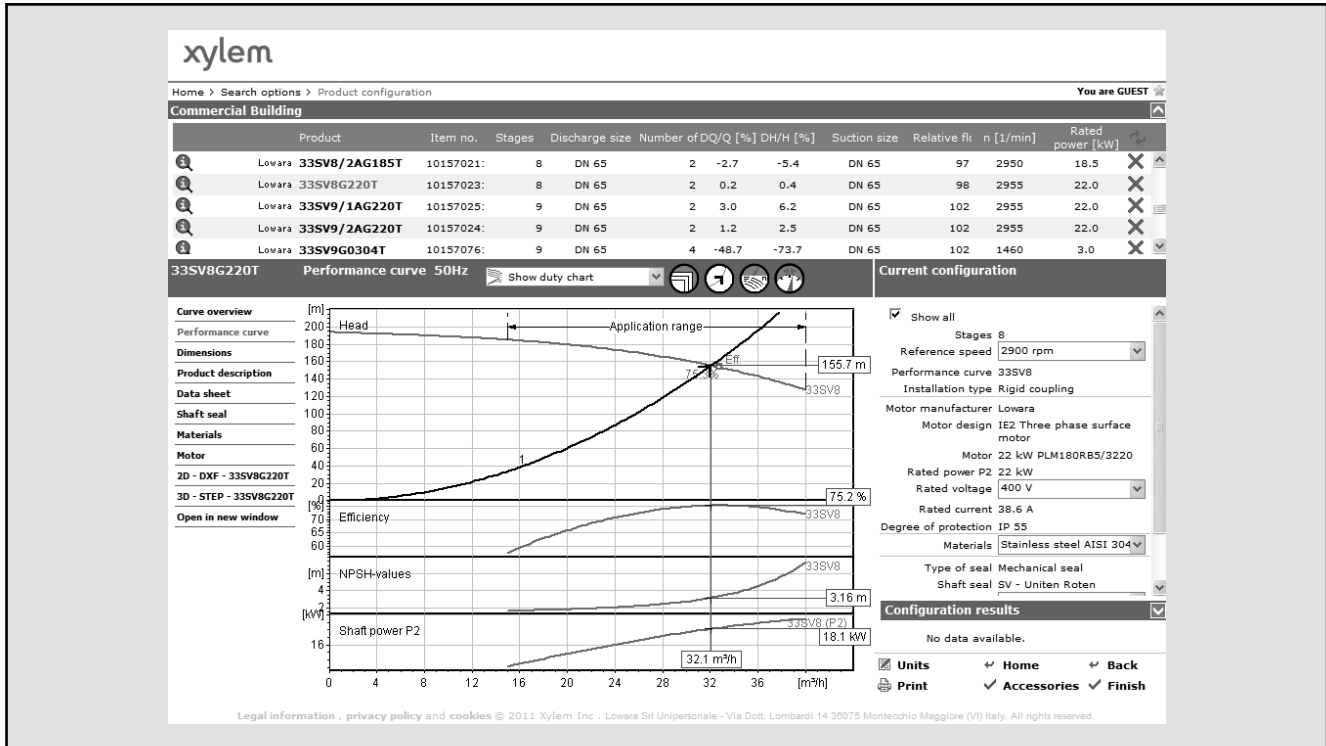 xylem
Home > Search options > Product configuration You are GUEST
Commercial Building
Product Item no. Stages Discharge size Number of DQ/Q [%] DH/H [%] Suction size Relative flc n [1/min] Rated power [kW]
Lowara 33SV8/2AG185T 10157021: 8 DN 65 2 -2.7 -5.4 DN 65 97 2950 18.5
Lowara 33SV8G220T 10157023: 8 DN 65 2 0.2 0.4 DN 65 98 2955 22.0
Lowara 33SV9/1AG220T 10157025: 9 DN 65 2 3.0 6.2 DN 65 102 2955 22.0
Lowara 33SV9/2AG220T 10157024: 9 DN 65 2 1.2 2.5 DN 65 102 2955 22.0
Lowara 33SV9G0304T 10157076: 9 DN 65 4 -48.7 -73.7 DN 65 102 1460 3.0
33SV8G220T Performance curve 50Hz Show duty chart Current configuration
Curve overview
Performance curve
Dimensions
Product description
Data sheet
Shaft seal
Materials
Motor
2D - DXF - 33SV8G220T
3D - STEP - 33SV8G220T
Open in new window
[m]
200 Head Application range
180
160 Eff. 155.7 m
140
120 33SV8
100
80
60
1
40
20
0
75.2 %
[%]
70 Efficiency 33SV8
65
60
[m] NPSH-values 33SV8
4
3.16 m
2
[kW]
Shaft power P2 33SV8 (P2)
18.1 kW
16
32.1 m³/h
0 4 8 12 16 20 24 28 32 36 [m³/h]
Show all
Stages 8
Reference speed 2900 rpm
Performance curve 33SV8
Installation type Rigid coupling
Motor manufacturer Lowara
Motor design IE2 Three phase surface
motor
Motor 22 kW PLM180RB5/3220
Rated power P2 22 kW
Rated voltage 400 V
Rated current 38.6 A
Degree of protection IP 55
Materials Stainless steel AISI 304
Type of seal Mechanical seal
Shaft seal SV - Uniten Roten
Configuration results
No data available.
Units Home Back
Print Accessories Finish
Legal information , privacy policy and cookies © 2011 Xylem Inc . Lowara Srl Unipersonale - Via Dott. Lombardi 14 36075 Montecchio Maggiore (VI) Italy. All rights reserved.